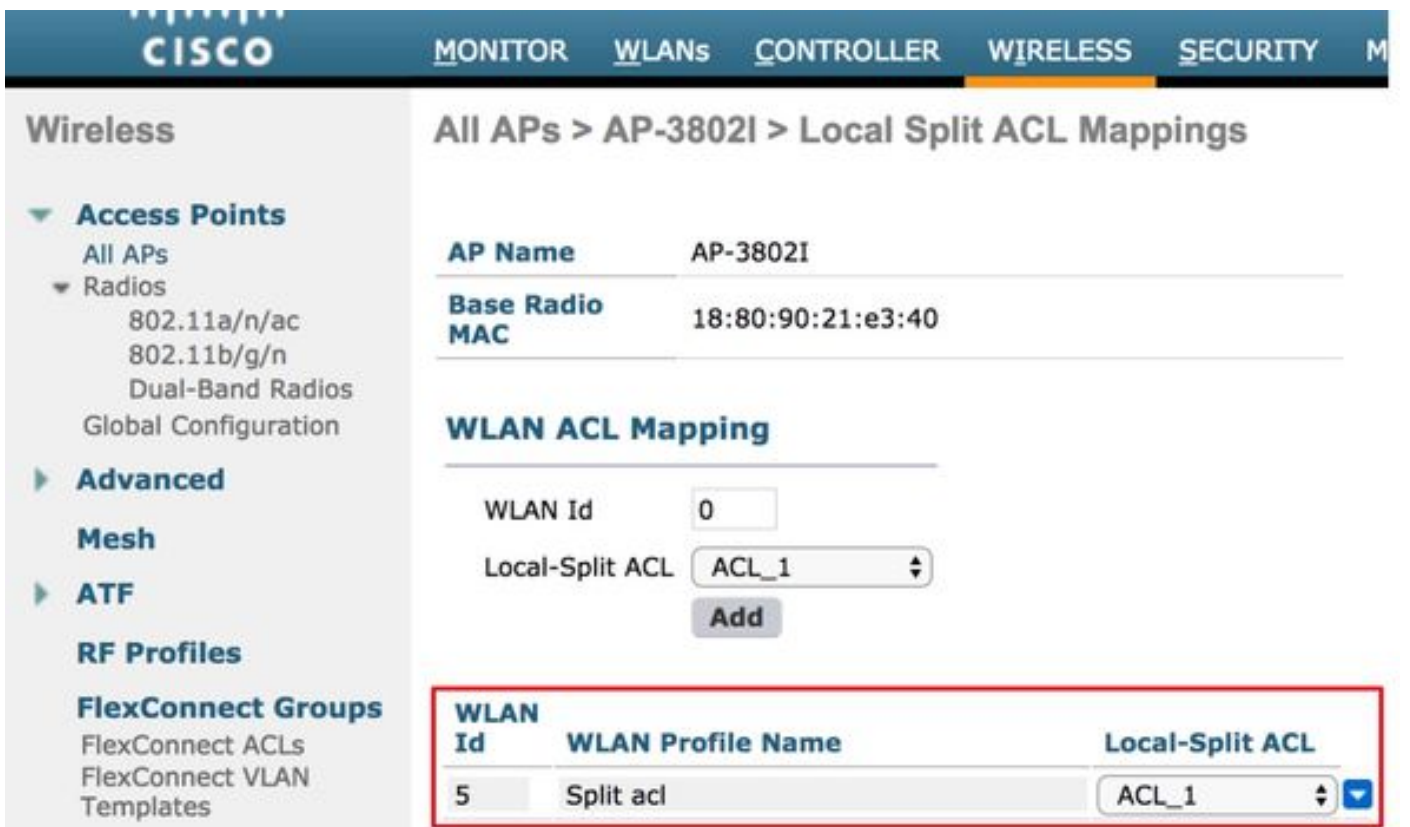 CISCO
MONITOR WLANs CONTROLLER WIRELESS SECURITY M
Wireless
Access Points
All APs
Radios
802.11a/n/ac
802.11b/g/n
Dual-Band Radios
Global Configuration
Advanced
Mesh
ATF
RF Profiles
FlexConnect Groups
FlexConnect ACLs
FlexConnect VLAN
Templates
All APs > AP-3802I > Local Split ACL Mappings
AP Name AP-3802I
Base Radio
MAC 18:80:90:21:e3:40
WLAN ACL Mapping
WLAN Id 0
Local-Split ACL ACL_1
Add
WLAN
Id WLAN Profile Name Local-Split ACL
5 Split acl ACL_1